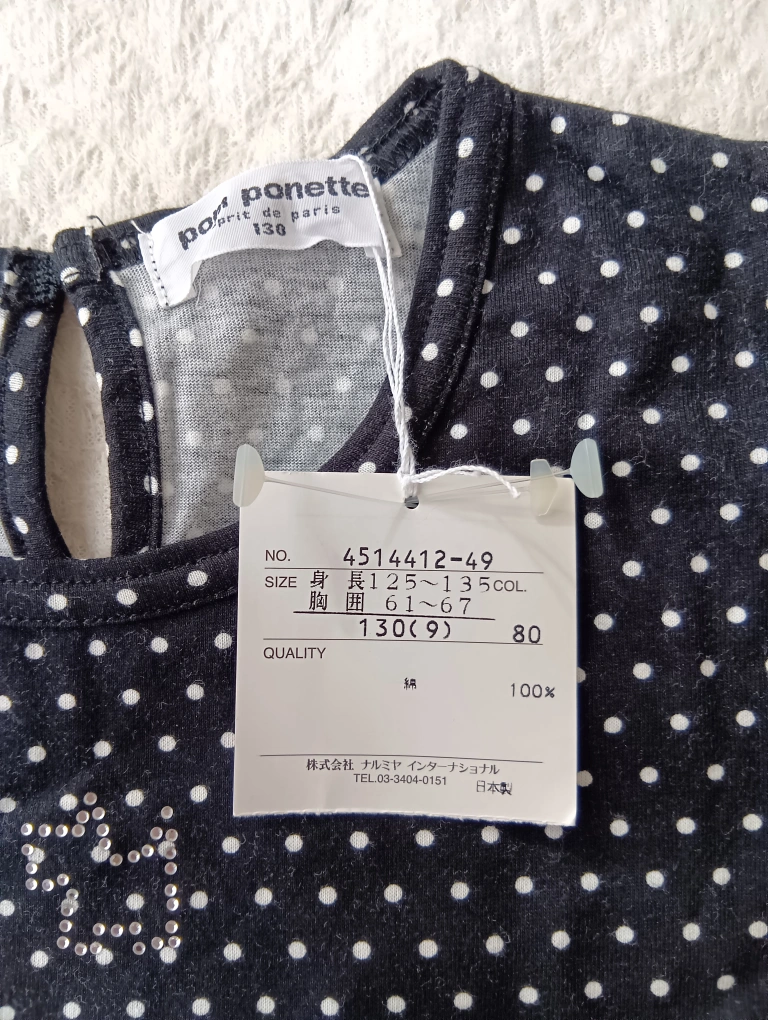 pom ponette
prit de paris
130
NO. 4514412-49
SIZE 身 長125～135 COL.
胸 囲 61～67
130(9) 80
QUALITY
綿 100%
株式会社 ナルミヤ インターナショナル
TEL.03-3404-0151 日本製